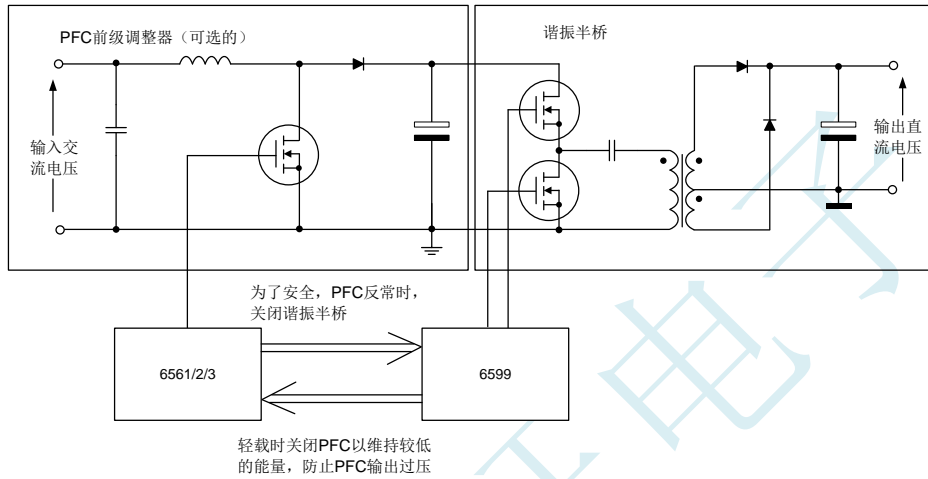 PFC前级调整器（可选的）
谐振半桥
输入交
流电压
输出直
流电压
为了安全，PFC反常时，
关闭谐振半桥
6561/2/3
6599
轻载时关闭PFC以维持较低
的能量，防止PFC输出过压
电子